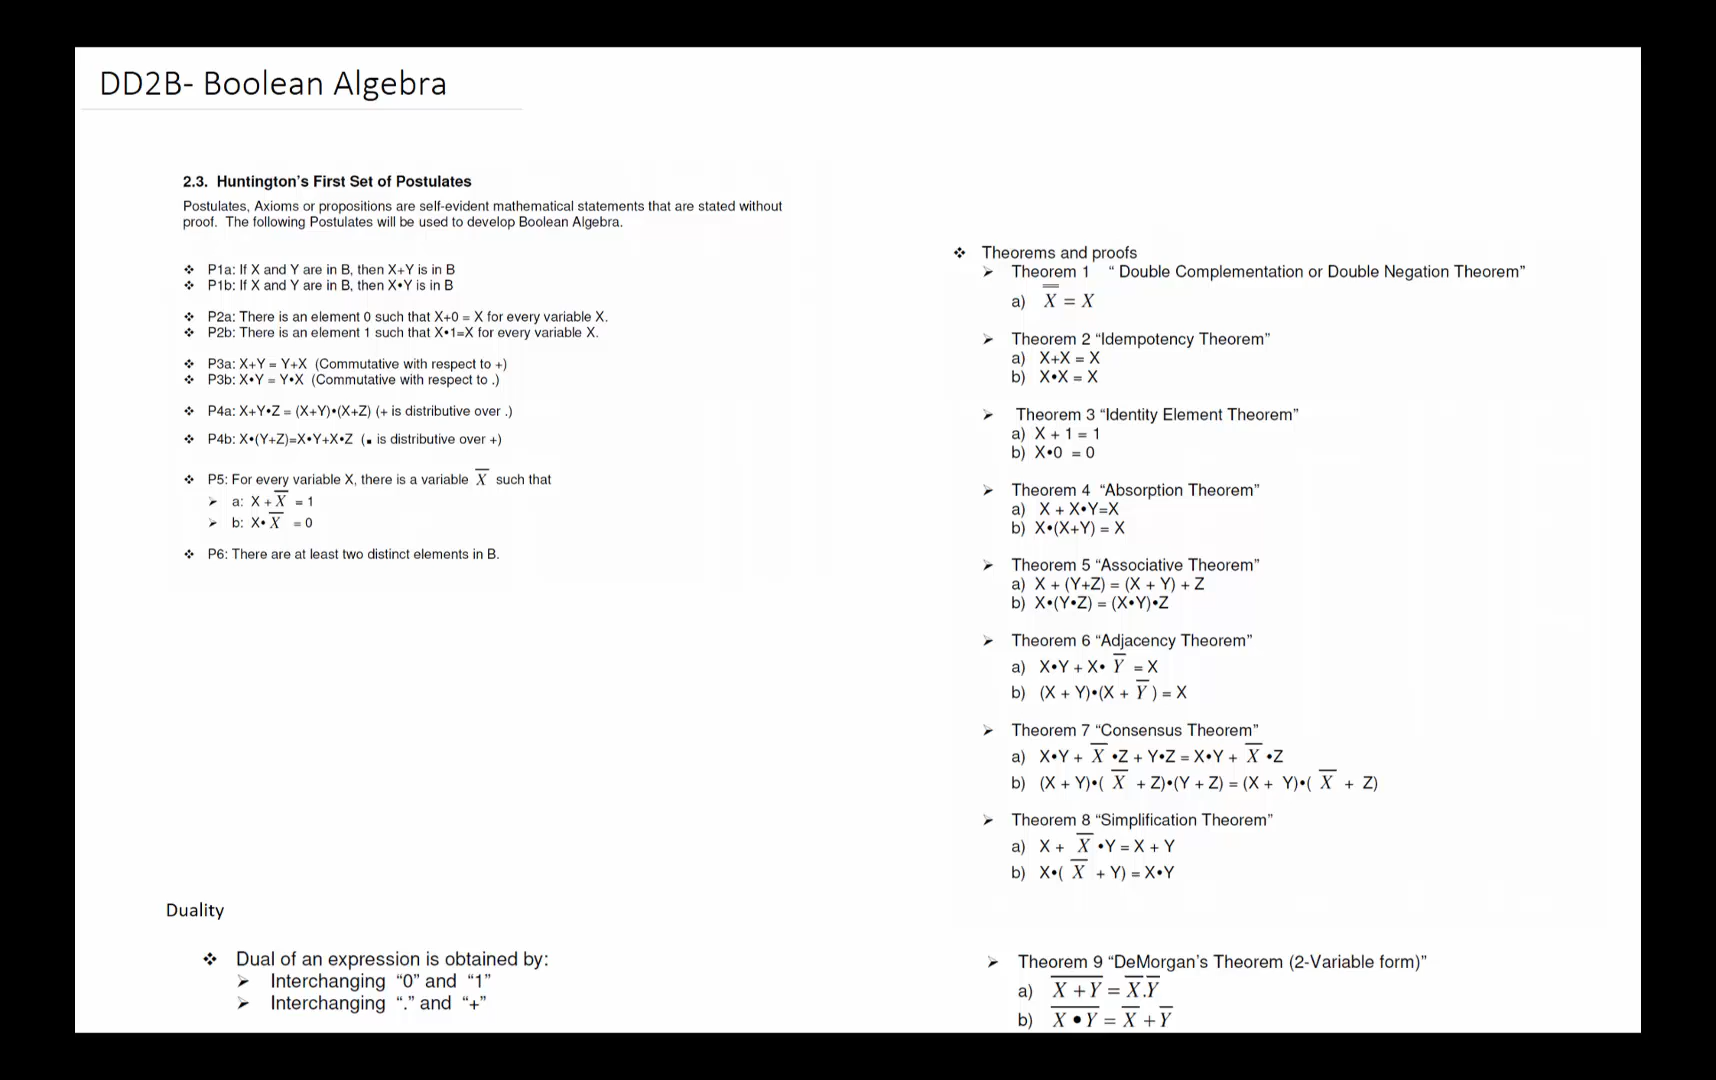 DD2B- Boolean Algebra
2.3. Huntington's First Set of Postulates
Postulates, Axioms or propositions are self-evident mathematical statements that are stated without
proof. The following Postulates will be used to develop Boolean Algebra.
❖ P1a: If X and Y are in B, then X+Y is in B
❖ P1b: If X and Y are in B, then X•Y is in B
❖ P2a: There is an element 0 such that X+0 = X for every variable X.
❖ P2b: There is an element 1 such that X•1=X for every variable X.
❖ P3a: X+Y = Y+X (Commutative with respect to +)
❖ P3b: X•Y = Y•X (Commutative with respect to .)
❖ P4a: X+Y•Z = (X+Y)•(X+Z) (+ is distributive over .)
❖ P4b: X•(Y+Z)=X•Y+X•Z (▪ is distributive over +)
❖ P5: For every variable X, there is a variable X̅ such that
➢ a: X + X̅ = 1
➢ b: X• X̅ = 0
❖ P6: There are at least two distinct elements in B.
Duality
❖ Dual of an expression is obtained by:
➢ Interchanging “0” and “1”
➢ Interchanging “.” and “+”
❖ Theorems and proofs
➢ Theorem 1 “ Double Complementation or Double Negation Theorem”
a) X̿ = X
➢ Theorem 2 “Idempotency Theorem”
a) X+X = X
b) X•X = X
➢ Theorem 3 “Identity Element Theorem”
a) X + 1 = 1
b) X•0 = 0
➢ Theorem 4 “Absorption Theorem”
a) X + X•Y=X
b) X•(X+Y) = X
➢ Theorem 5 “Associative Theorem”
a) X + (Y+Z) = (X + Y) + Z
b) X•(Y•Z) = (X•Y)•Z
➢ Theorem 6 “Adjacency Theorem”
a) X•Y + X• Y̅ = X
b) (X + Y)•(X + Y̅ ) = X
➢ Theorem 7 “Consensus Theorem”
a) X•Y + X̅ •Z + Y•Z = X•Y + X̅ •Z
b) (X + Y)•( X̅ + Z)•(Y + Z) = (X + Y)•( X̅ + Z)
➢ Theorem 8 “Simplification Theorem”
a) X + X̅ •Y = X + Y
b) X•( X̅ + Y) = X•Y
➢ Theorem 9 “DeMorgan's Theorem (2-Variable form)”
a) X̅ ̅+̅ ̅Y̅ = X̅.Y̅
b) X̅ ̅•̅ ̅Y̅ = X̅ + Y̅